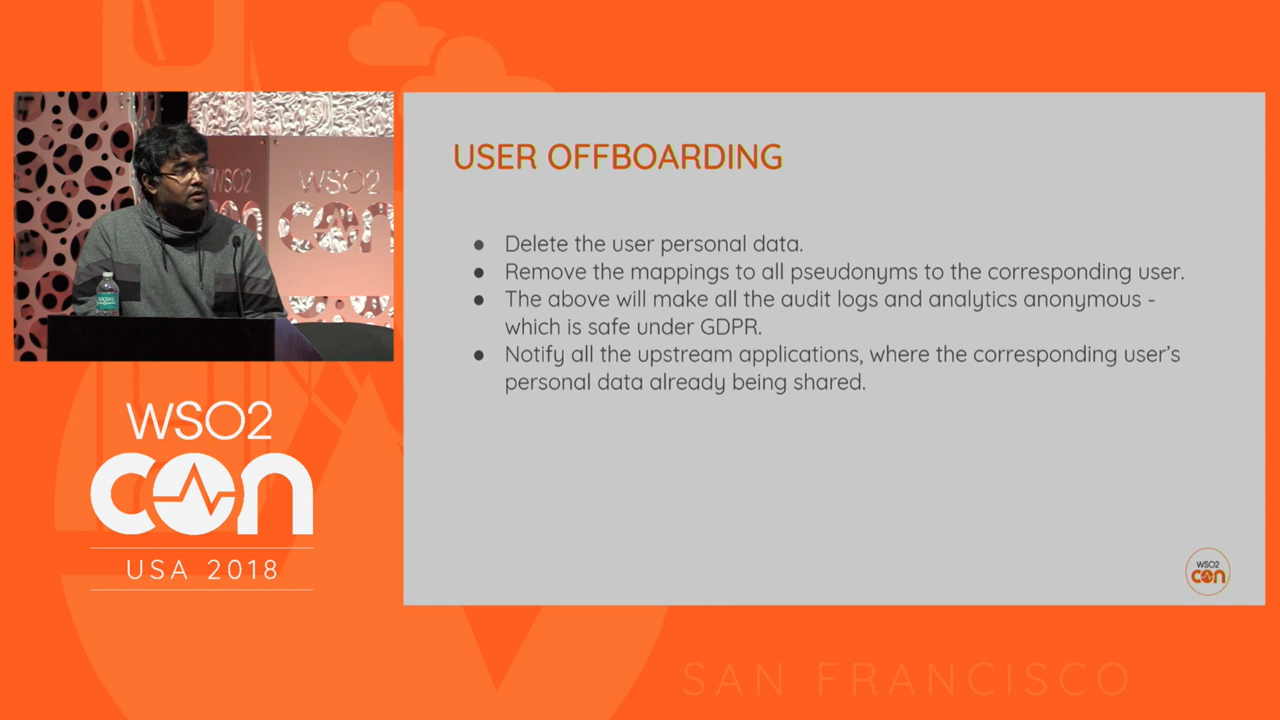 WSO2
WSO2
CON
CON
WSO2
CON
USA 2018
USER OFFBOARDING
● Delete the user personal data.
● Remove the mappings to all pseudonyms to the corresponding user.
● The above will make all the audit logs and analytics anonymous -
which is safe under GDPR.
● Notify all the upstream applications, where the corresponding user's
personal data already being shared.
WSO2
CON
SAN FRANCISCO